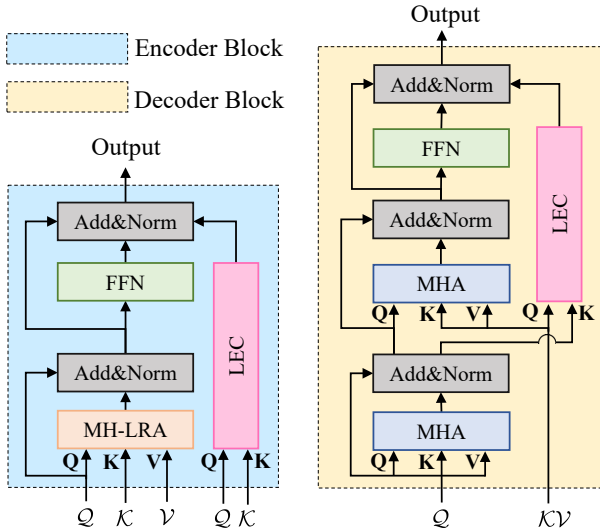 Encoder Block
Decoder Block
Output
Add&Norm
FFN
LEC
Add&Norm
MH-LRA
Q K V Q K
𝒬 𝒦 𝒱 𝒬 𝒦
Output
Add&Norm
FFN
LEC
Add&Norm
MHA
Q K V Q K
Add&Norm
MHA
Q K V
𝒬 𝒦𝒱